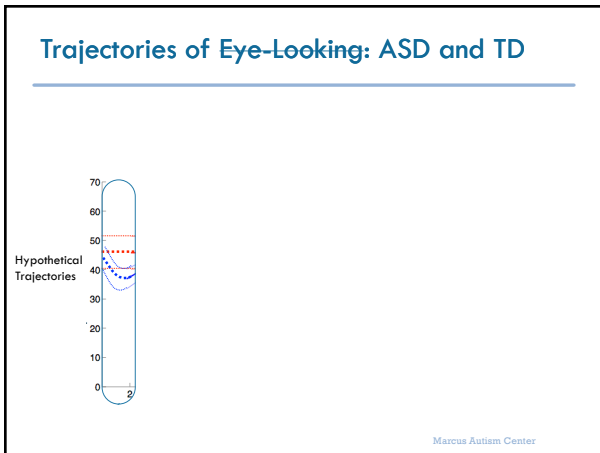 Trajectories of Eye-Looking: ASD and TD
70
60
50
Hypothetical
40
Trajectories
30
20
10
0
2
Marcus Autism Center